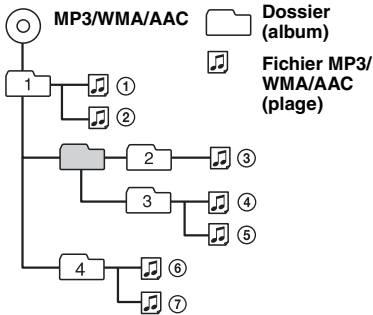 MP3/WMA/AAC
Dossier
(album)
Fichier MP3/
WMA/AAC
(plage)
1 ①
②
2 ③
3 ④
⑤
4 ⑥
⑦